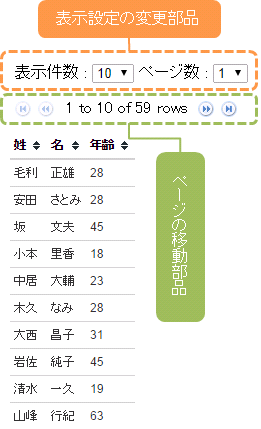 表示設定の変更部品
表示件数 : 10 ページ数 : 1
1 to 10 of 59 rows
姓 名 年齢
毛利 正雄 28
安田 さとみ 28
坂 文夫 45
小本 里香 18
中居 大輔 23
木久 なみ 28
大西 昌子 31
岩佐 純子 45
清水 一久 19
山峰 行紀 63
ページの移動部品